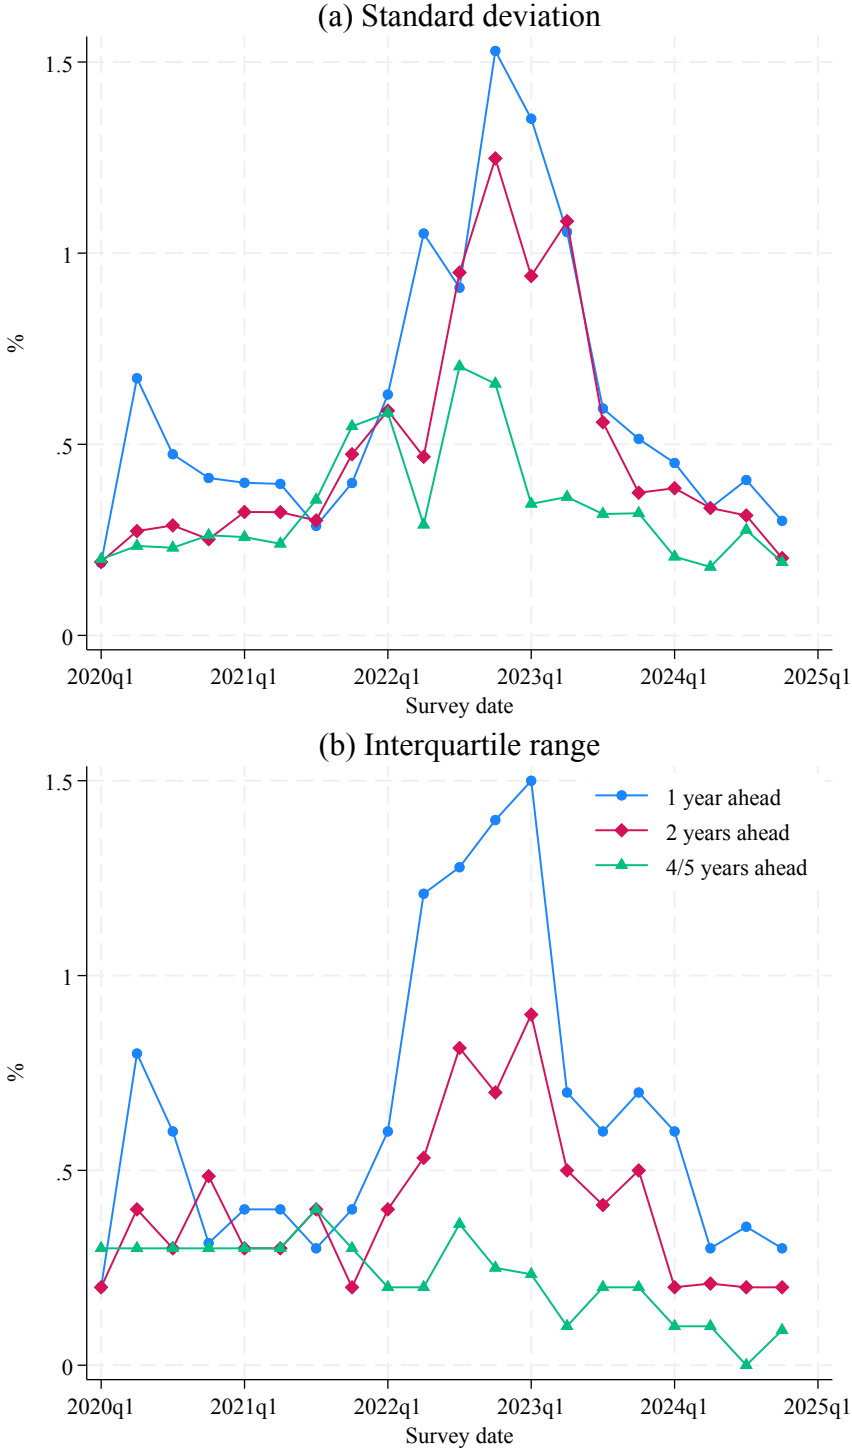 (a) Standard deviation
1.5
1
.5
0
%
2020q1 2021q1 2022q1 2023q1 2024q1 2025q1
Survey date
(b) Interquartile range
1.5
1
.5
0
%
1 year ahead
2 years ahead
4/5 years ahead
2020q1 2021q1 2022q1 2023q1 2024q1 2025q1
Survey date